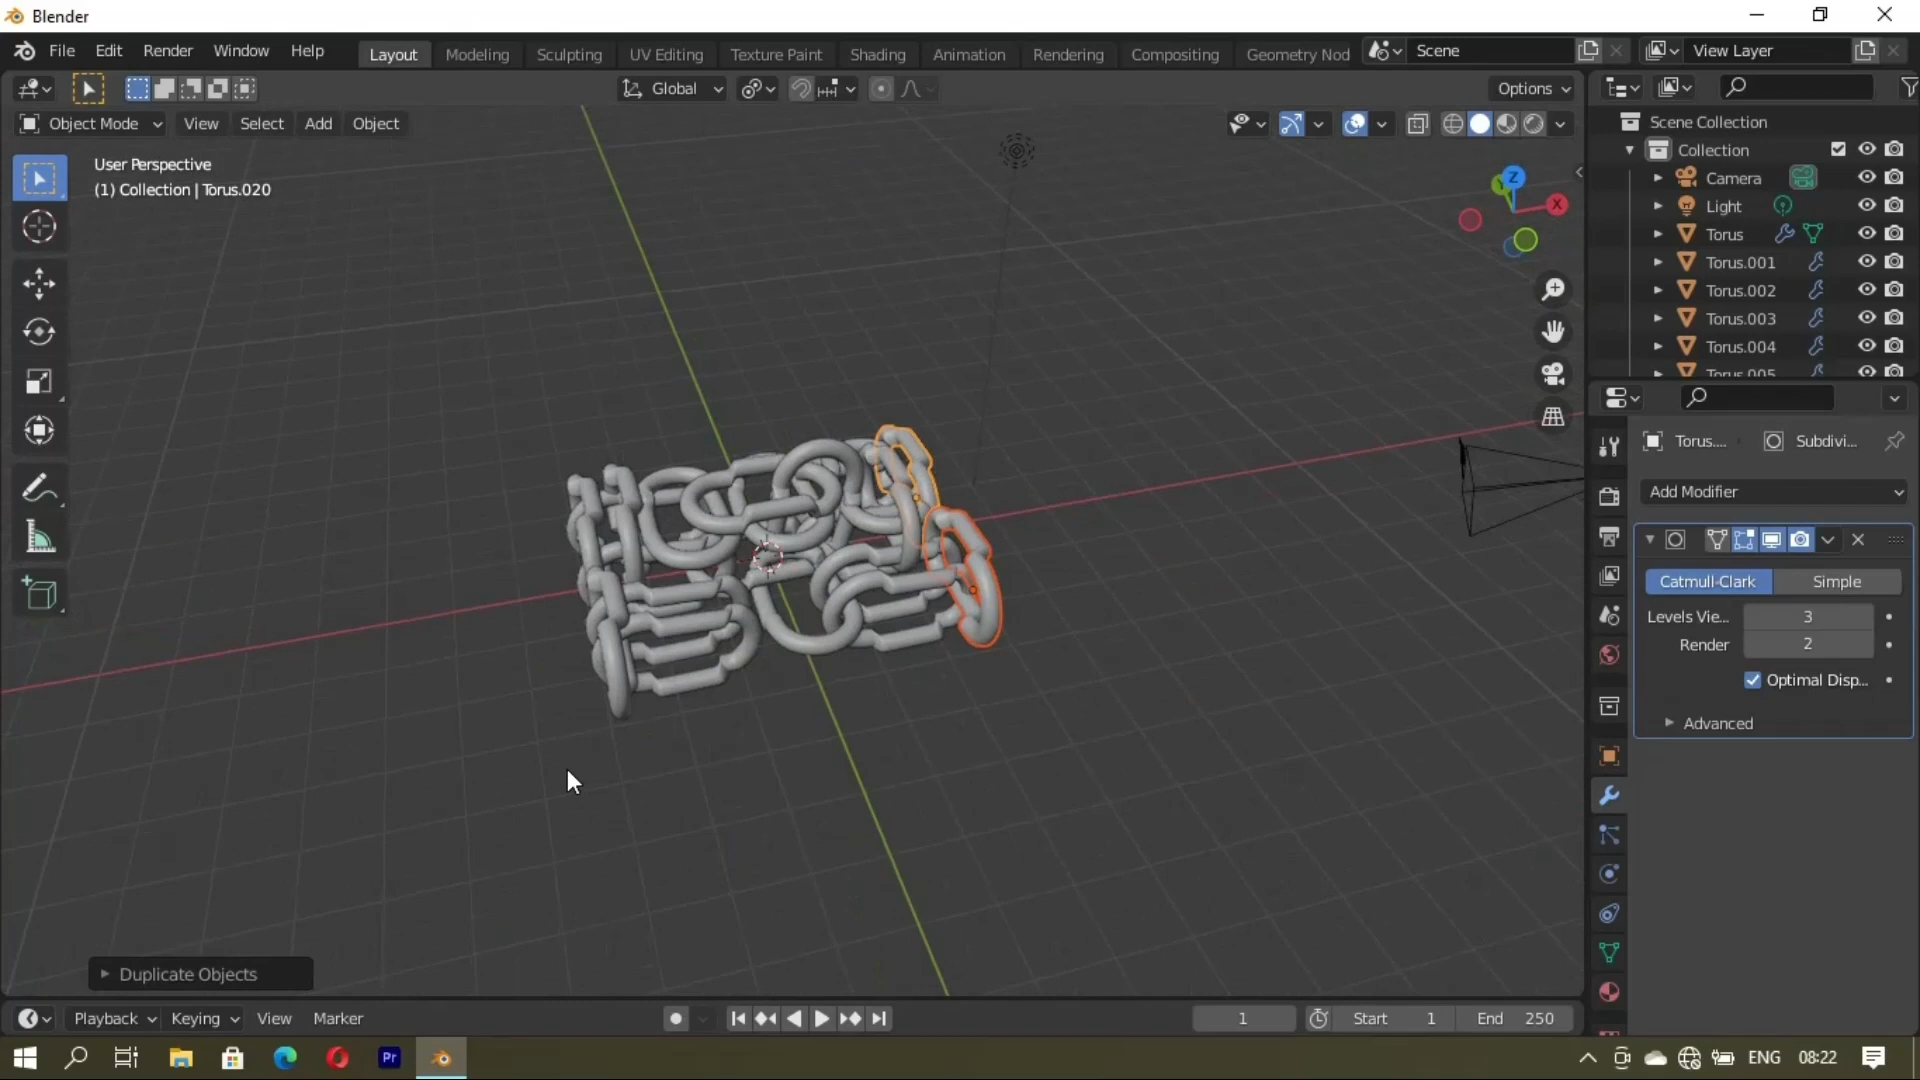 Blender
File Edit Render Window Help Layout Modeling Sculpting UV Editing Texture Paint Shading Animation Rendering Compositing Geometry Nod Scene View Layer
Global Options
Object Mode View Select Add Object
User Perspective
(1) Collection | Torus.020
Z
X
Scene Collection
Collection
Camera
Light
Torus
Torus.001
Torus.002
Torus.003
Torus.004
Torus.005
Torus.... Subdivi...
Add Modifier
Catmull-Clark Simple
Levels Vie... 3
Render 2
Optimal Disp...
Advanced
Duplicate Objects
Playback Keying View Marker 1 Start 1 End 250
Pr ENG 08:22